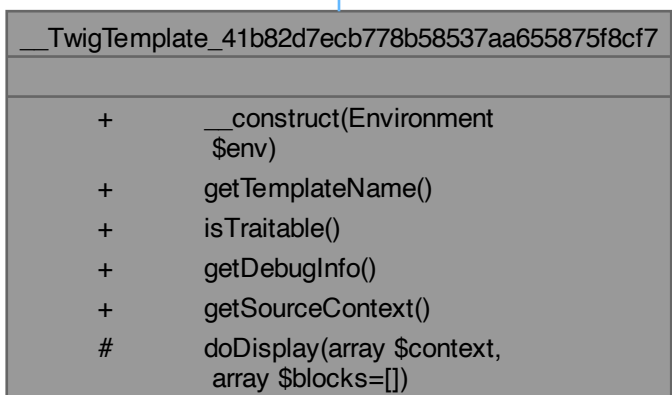 __TwigTemplate_41b82d7ecb778b58537aa655875f8cf7
+ __construct(Environment
$env)
+ getTemplateName()
+ isTraitable()
+ getDebugInfo()
+ getSourceContext()
# doDisplay(array $context,
array $blocks=[])